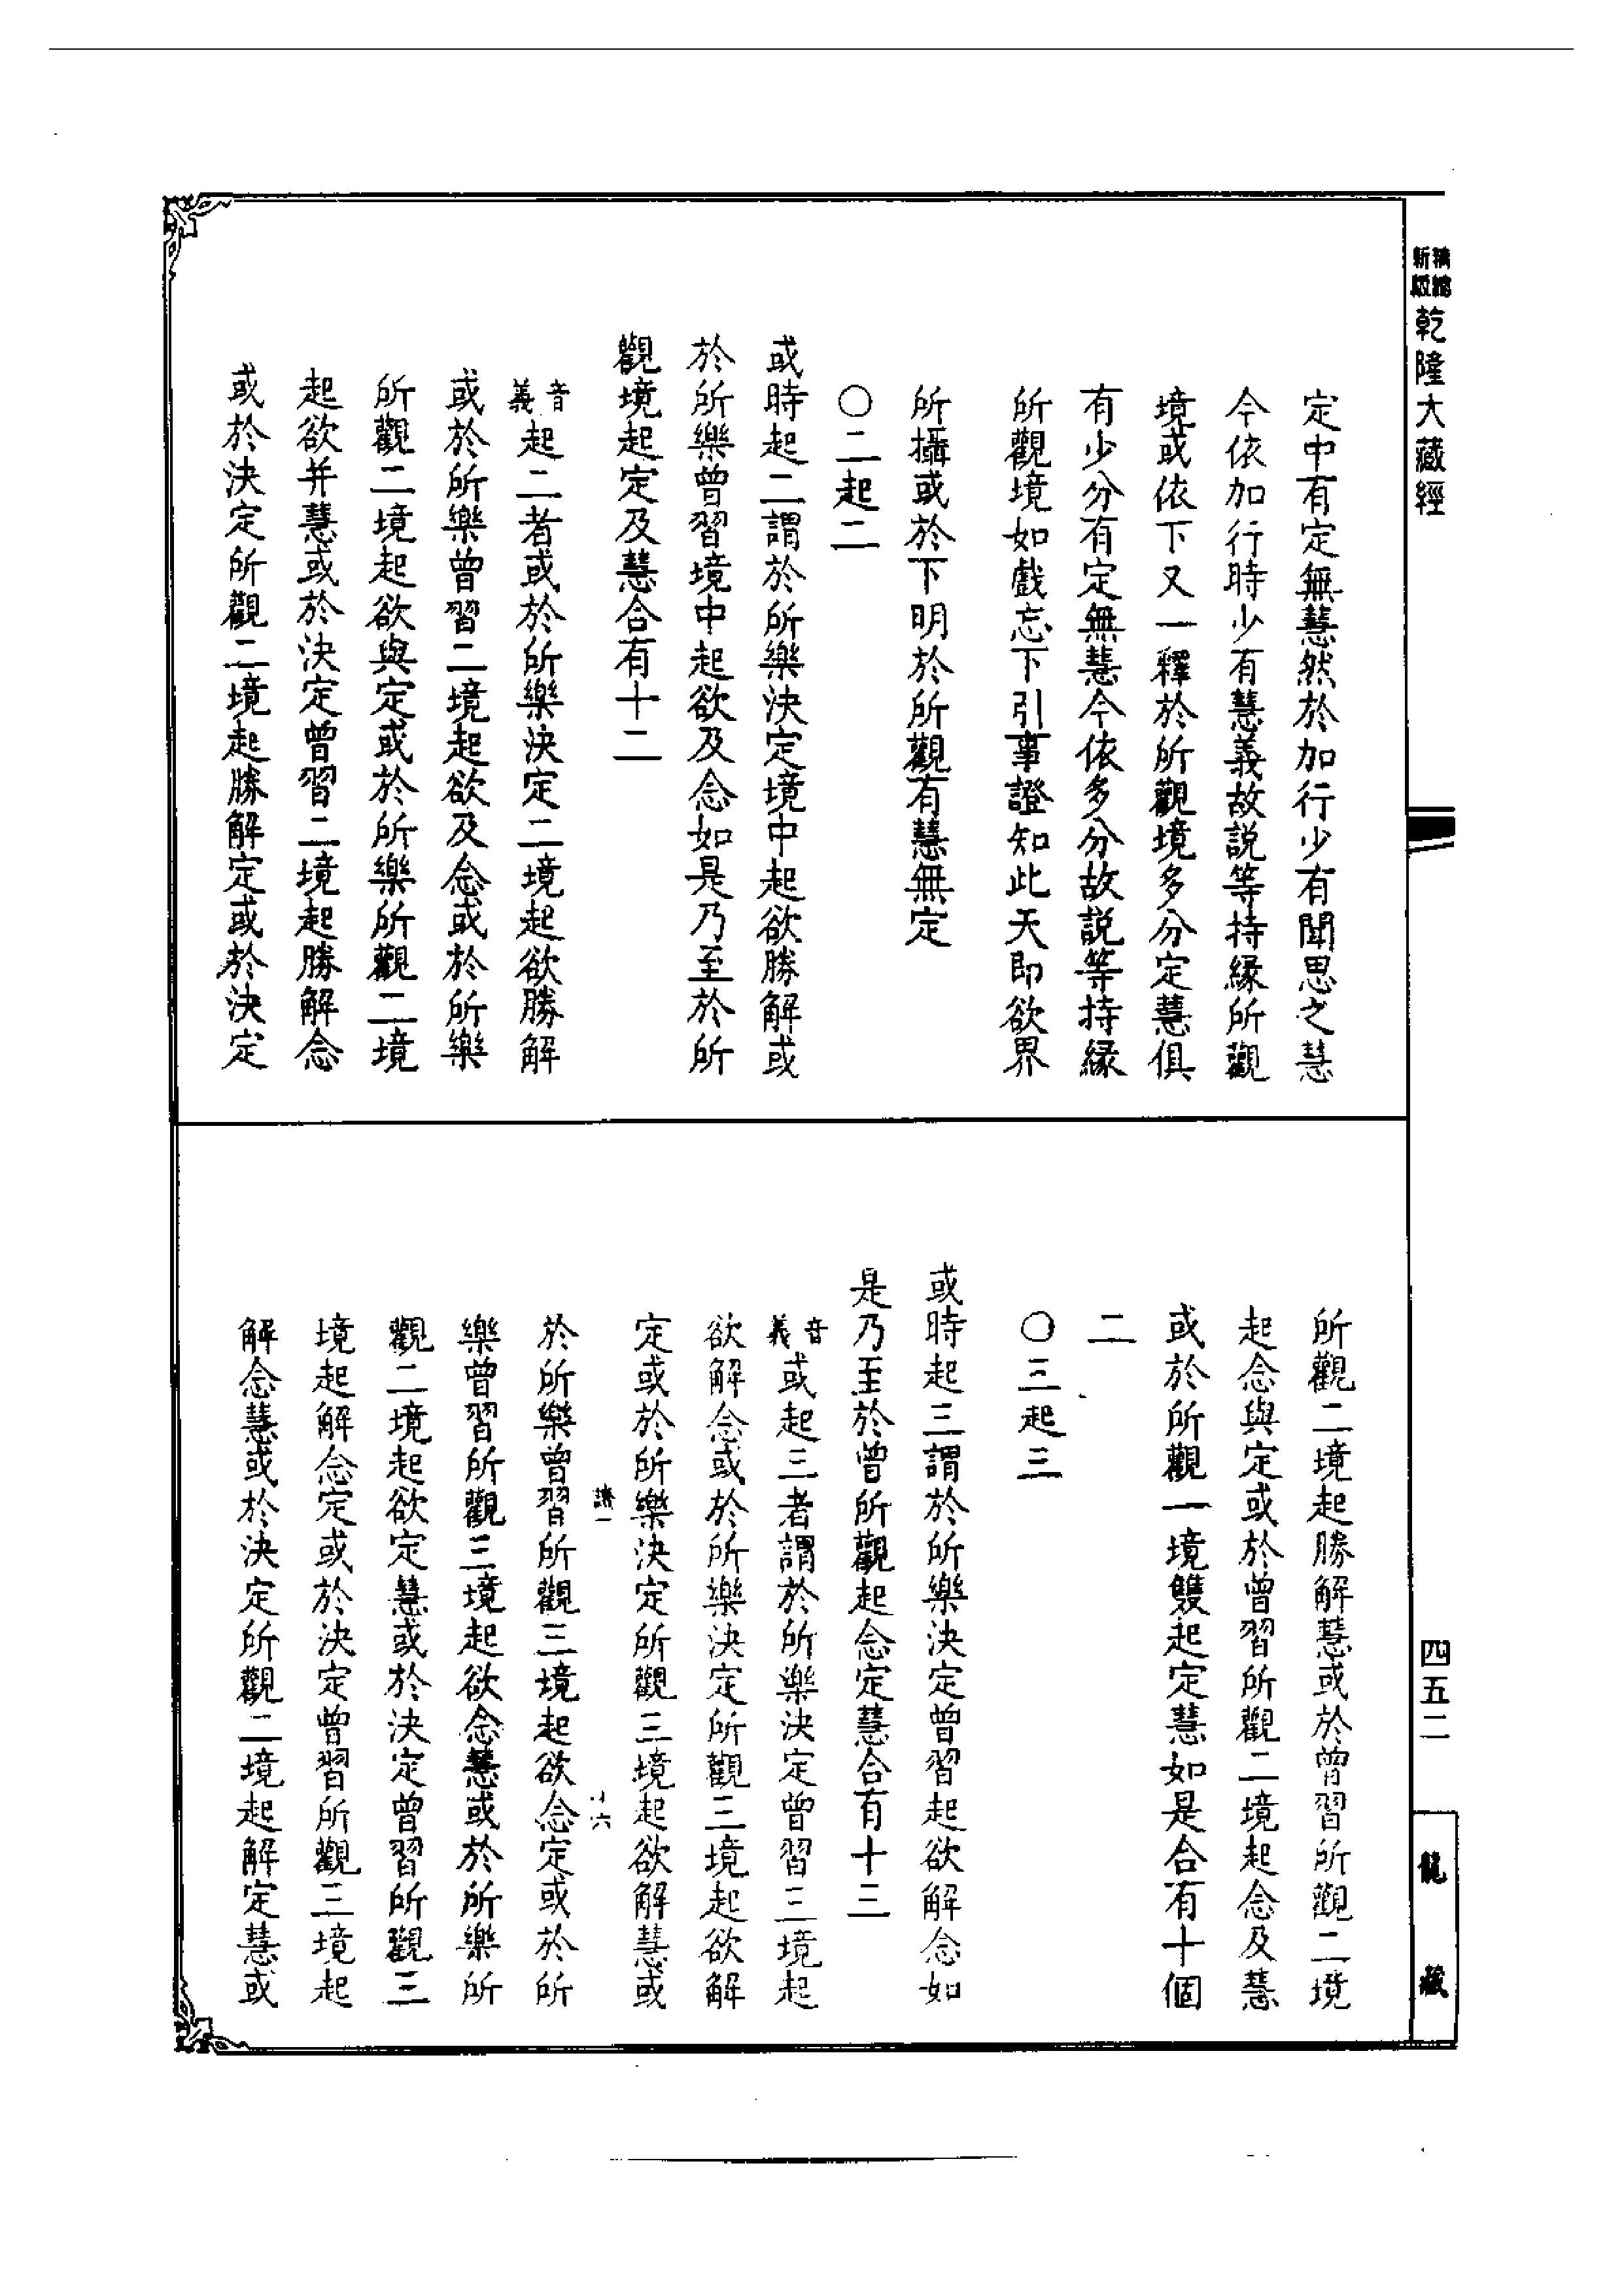 精縮新版乾隆大藏經
定中有定無慧然於加行少有聞思之慧
今依加行時少有慧義故說等持緣所觀
境或依下又一釋於所觀境多分定慧俱
有少分有定無慧今依多分故說等持緣
所觀境如戲忘下引事證知此天即欲界
所攝或於下明於所觀有慧無定
○二起二
或時起二謂於所樂決定境中起欲勝解或
於所樂曾習境中起欲及念如是乃至於所
觀境起定及慧合有十二
音義起二者或於所樂決定二境起欲勝解
或於所樂曾習二境起欲及念或於所樂
所觀二境起欲與定或於所樂所觀二境
起欲并慧或於決定曾習二境起勝解念
或於決定所觀二境起勝解定或於決定
所觀二境起勝解慧或於曾習所觀二境
起念與定或於曾習所觀二境起念及慧
或於所觀一境雙起定慧如是合有十個
二
○三起三
或時起三謂於所樂決定曾習起欲解念如
是乃至於曾所觀起念定慧合有十三
音義或起三者謂於所樂決定曾習三境起
欲解念或於所樂決定所觀三境起欲解
定或於所樂決定所觀三境起欲解慧或
於所樂曾習所觀三境起欲念定或於所
樂曾習所觀三境起欲念慧或於所樂所
觀二境起欲定慧或於決定曾習所觀三
境起解念定或於決定曾習所觀三境起
解念慧或於決定所觀二境起解定慧或
四五二
龍藏